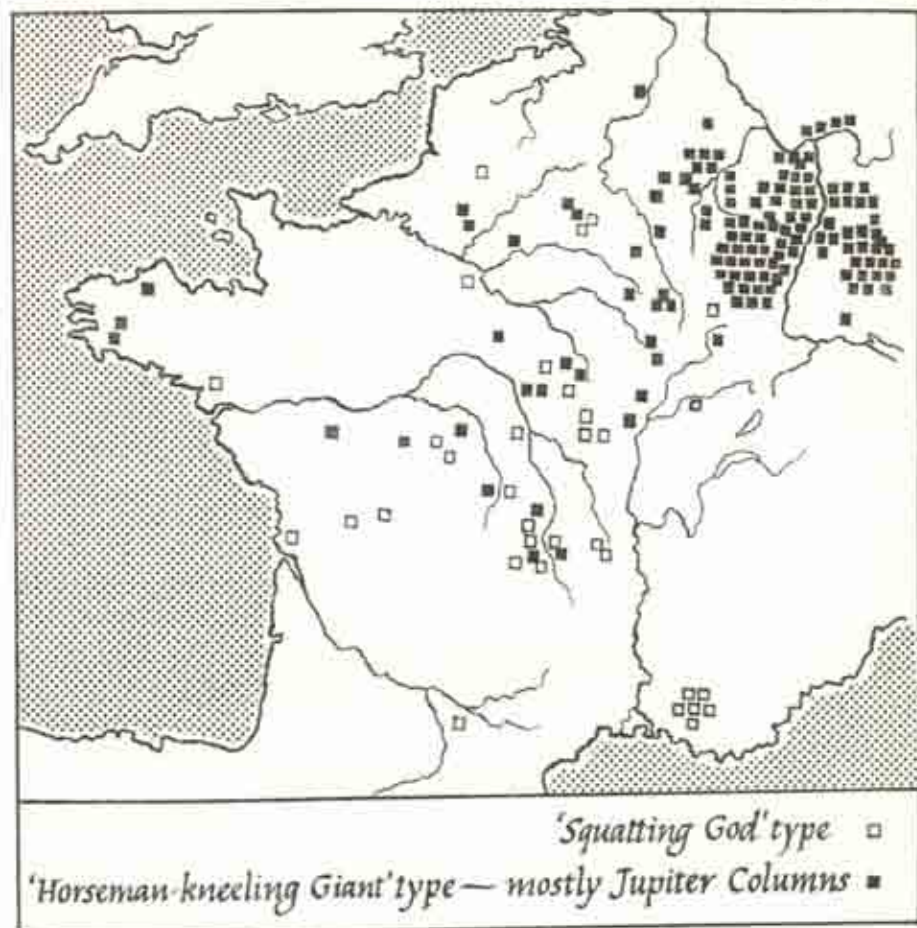 'Squatting God' type
'Horseman-kneeling Giant' type — mostly Jupiter Columns